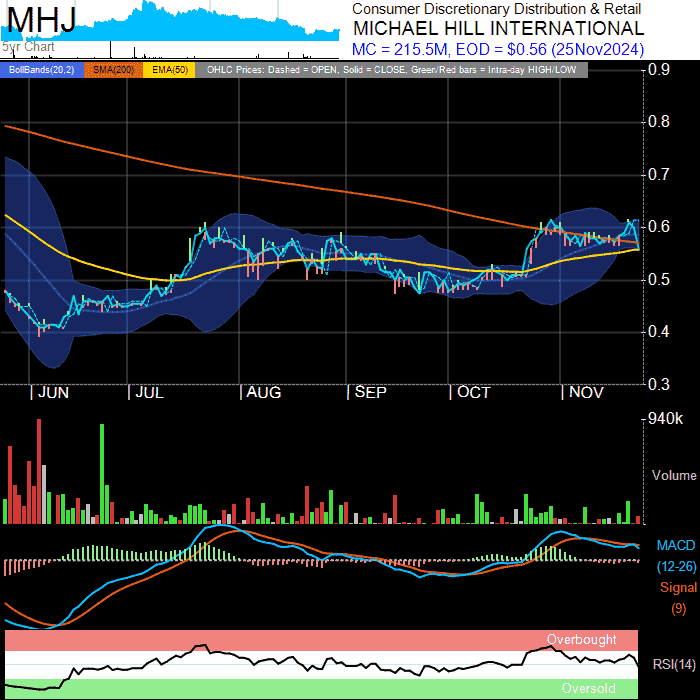 MHJ
5yr Chart
Consumer Discretionary Distribution & Retail
MICHAEL HILL INTERNATIONAL
MC = 215.5M, EOD = $0.56 (25Nov2024)
BollBands(20,2) SMA(200) EMA(50) OHLC Prices: Dashed = OPEN, Solid = CLOSE, Green/Red bars = Intra-day HIGH/LOW
0.9
0.8
0.7
0.6
0.5
0.4
0.3
JUN JUL AUG SEP OCT NOV
940k
Volume
MACD
(12-26)
Signal
(9)
Overbought
RSI(14)
Oversold